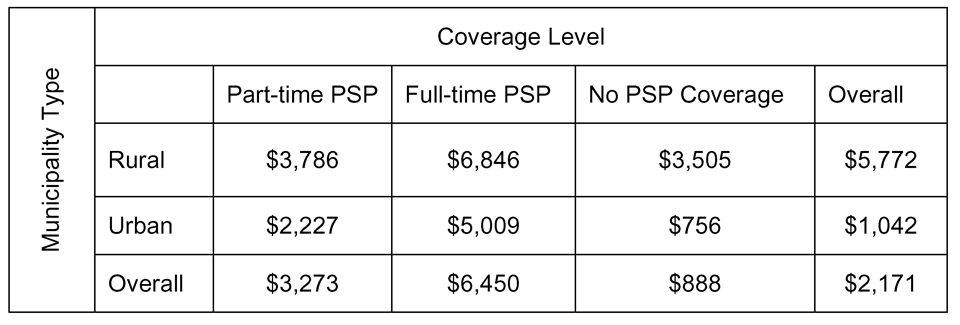 Municipality Type
Coverage Level
Part-time PSP Full-time PSP No PSP Coverage Overall
Rural $3,786 $6,846 $3,505 $5,772
Urban $2,227 $5,009 $756 $1,042
Overall $3,273 $6,450 $888 $2,171